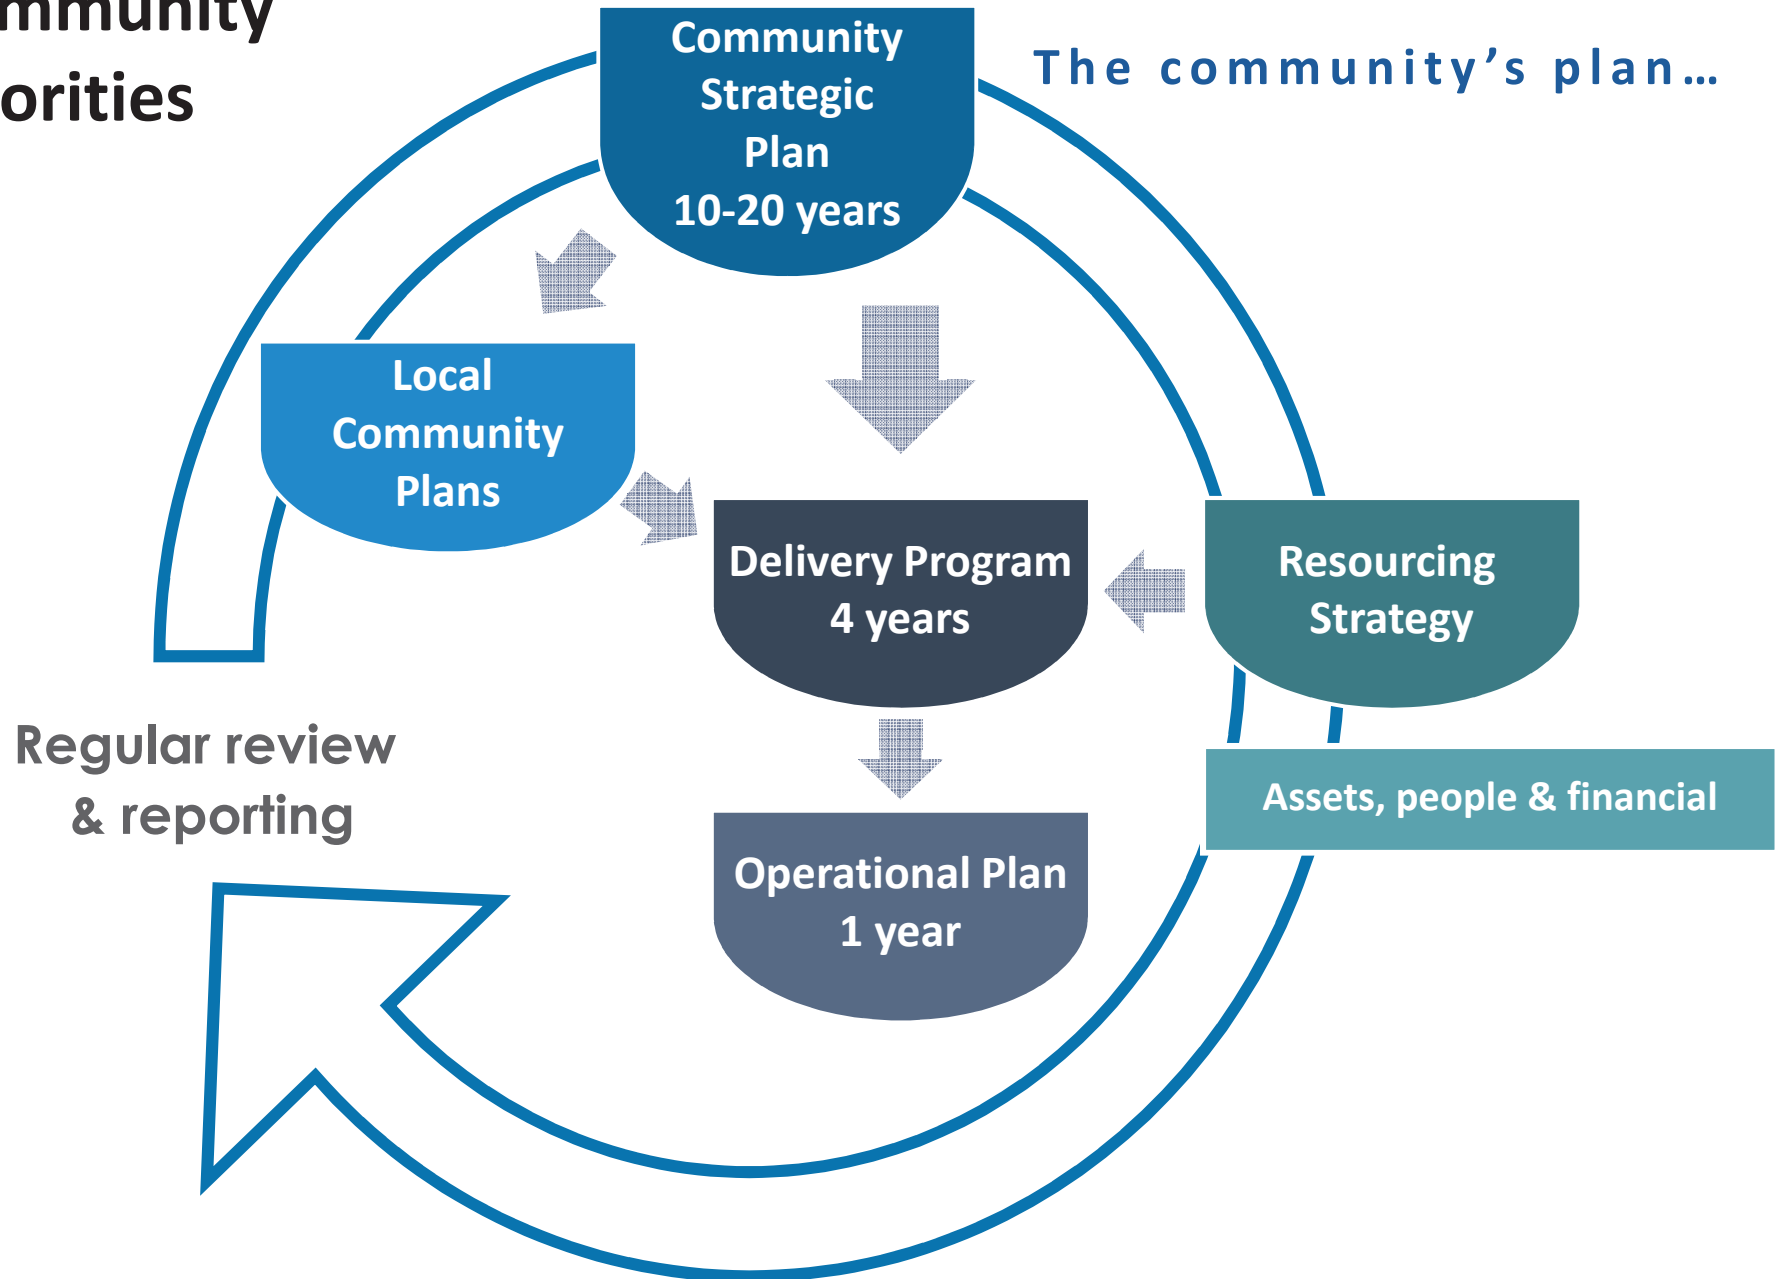 mmunity
orities
The community's plan...
Community
Strategic
Plan
10-20 years
Local
Community
Plans
Delivery Program
4 years
Resourcing
Strategy
Regular review
& reporting
Assets, people & financial
Operational Plan
1 year